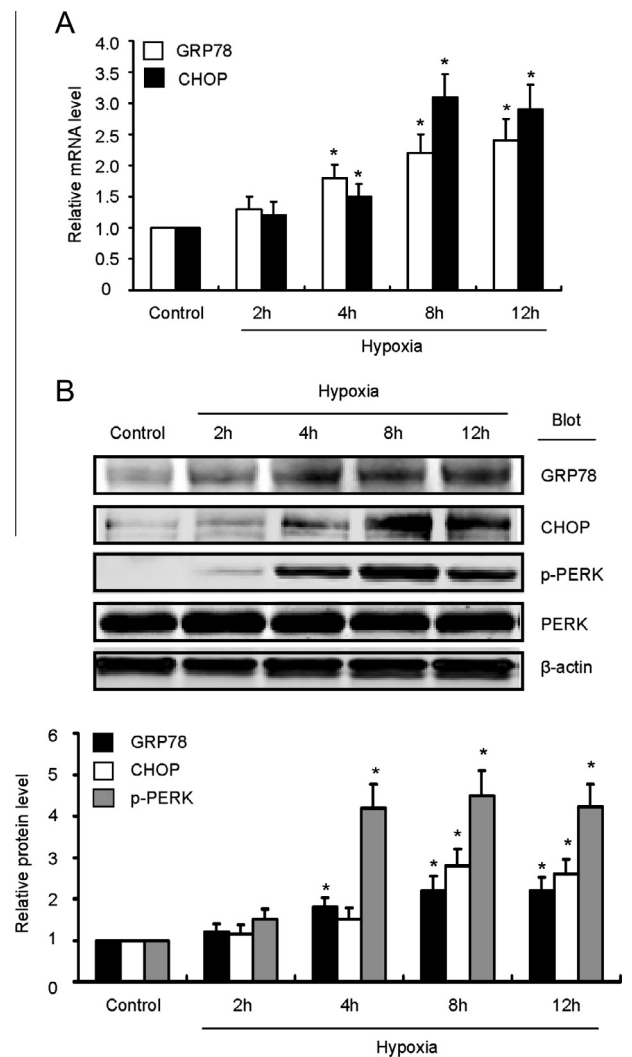 A
GRP78
CHOP
Relative mRNA level
4.0
3.5
3.0
2.5
2.0
1.5
1.0
0.5
0
* * * * * *
Control 2h 4h 8h 12h
Hypoxia
B
Hypoxia
Control 2h 4h 8h 12h Blot
GRP78
CHOP
p-PERK
PERK
β-actin
GRP78
CHOP
p-PERK
Relative protein level
6
5
4
3
2
1
0
* * * * * * * *
Control 2h 4h 8h 12h
Hypoxia